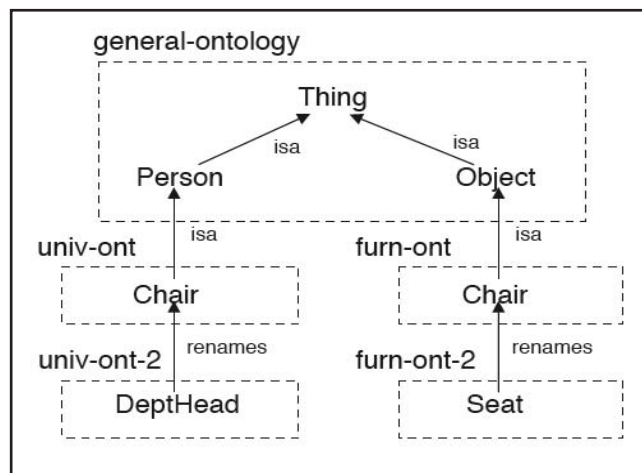 general-ontology
Thing
isa isa
Person Object
isa isa
univ-ont furn-ont
Chair Chair
renames renames
univ-ont-2 furn-ont-2
DeptHead Seat